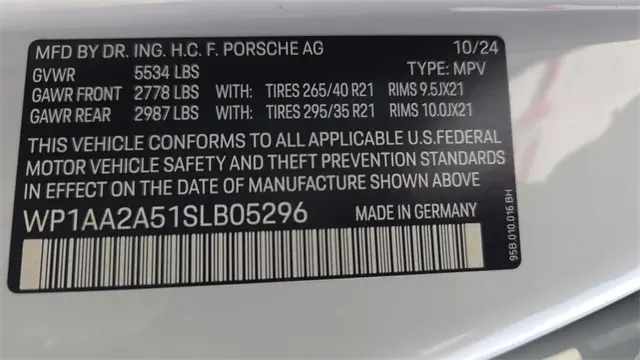 MFD BY DR. ING. H.C. F. PORSCHE AG 10/24
GVWR 5534 LBS TYPE: MPV
GAWR FRONT 2778 LBS WITH: TIRES 265/40 R21 RIMS 9.5JX21
GAWR REAR 2987 LBS WITH: TIRES 295/35 R21 RIMS 10.0JX21
THIS VEHICLE CONFORMS TO ALL APPLICABLE U.S.FEDERAL
MOTOR VEHICLE SAFETY AND THEFT PREVENTION STANDARDS
IN EFFECT ON THE DATE OF MANUFACTURE SHOWN ABOVE
WP1AA2A51SLB05296 MADE IN GERMANY
95B.010.016 BH